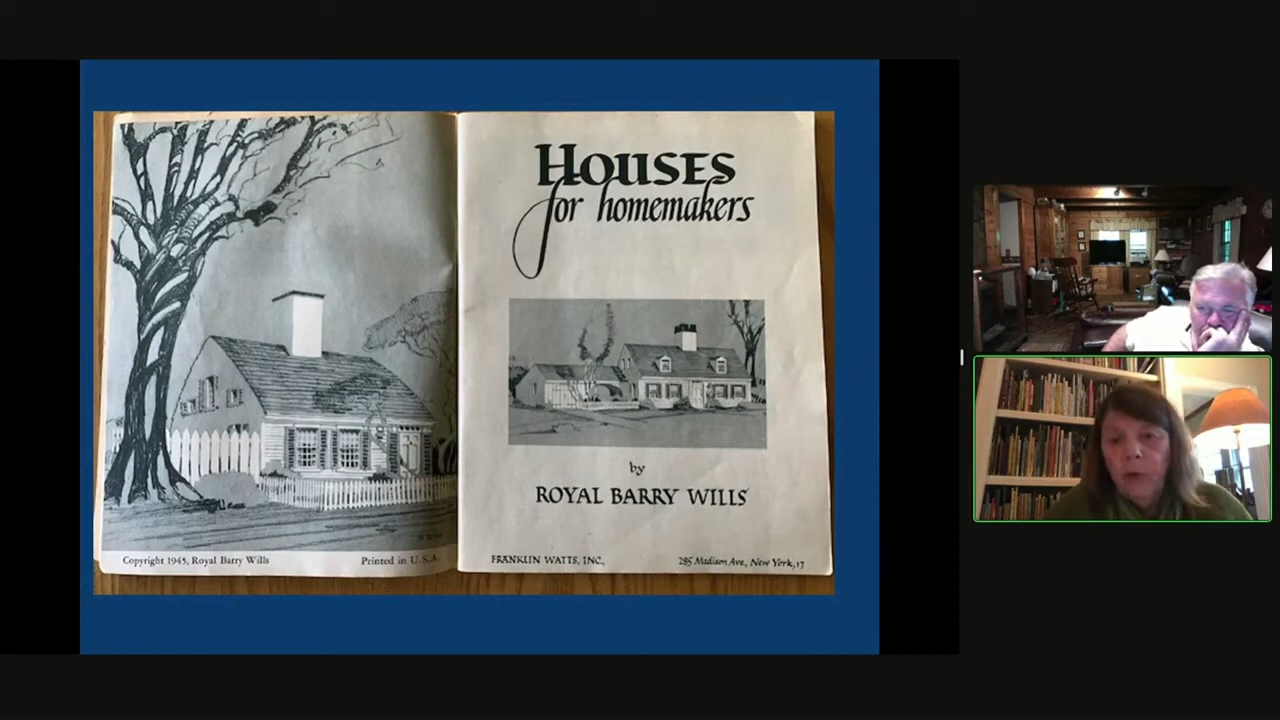 Copyright 1945, Royal Barry Wills
Printed in U.S.A.
HOUSES
for homemakers
by
ROYAL BARRY WILLS
FRANKLIN WATTS, INC.,
285 Madison Ave., New York, 17